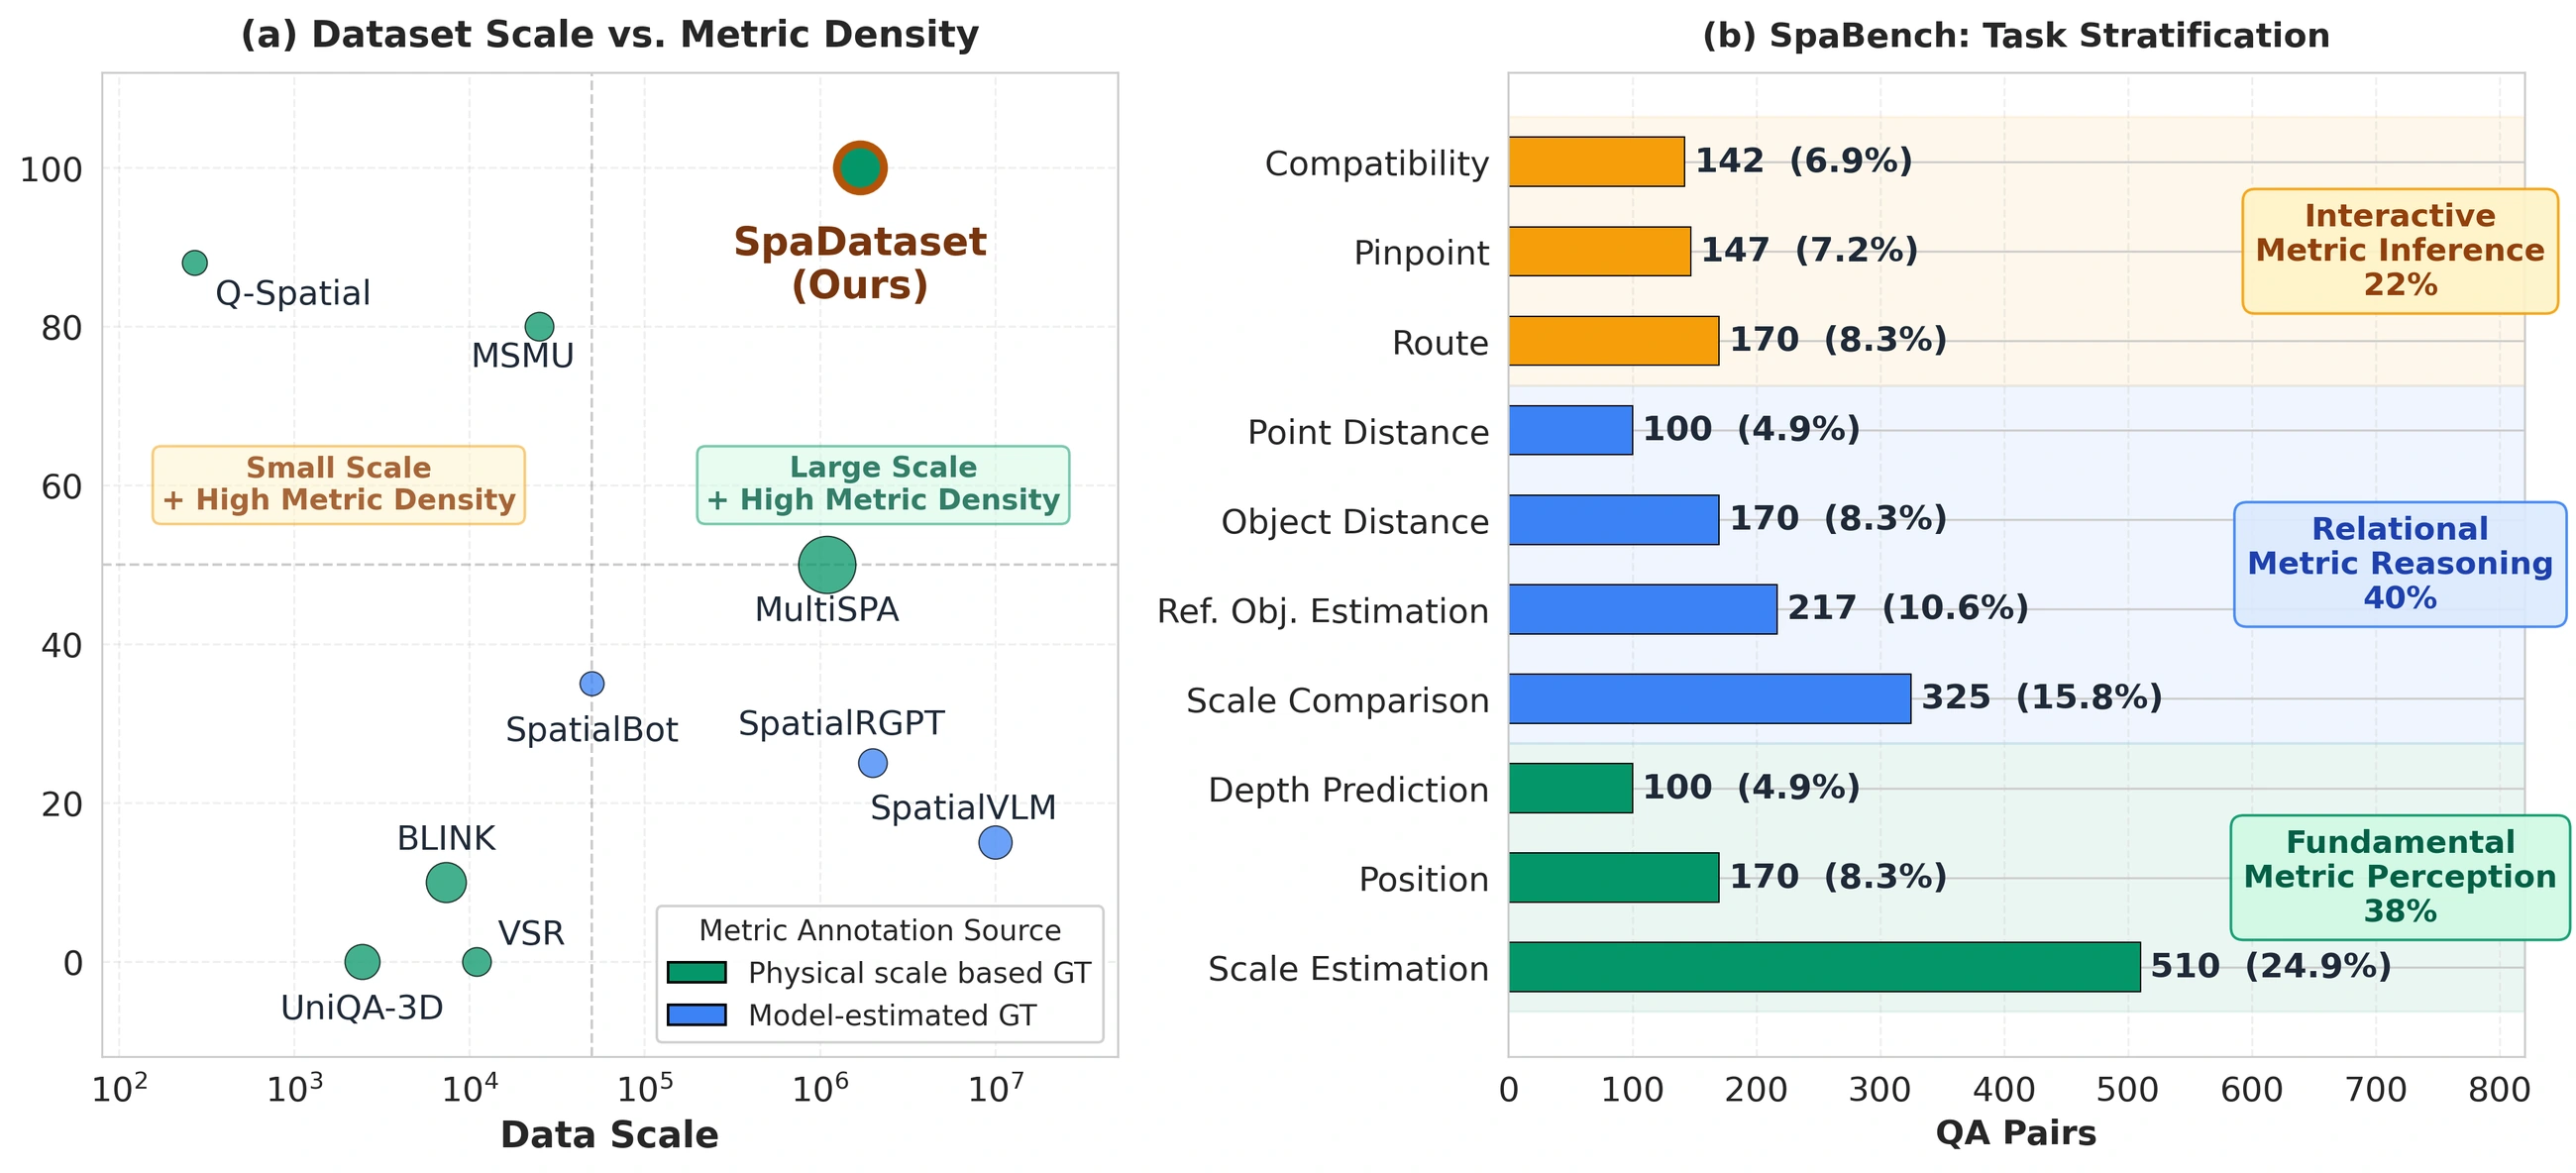 (a) Dataset Scale vs. Metric Density
100
80
60
40
20
0
SpaDataset
(Ours)
Q-Spatial
MSMU
Small Scale
+ High Metric Density
Large Scale
+ High Metric Density
MultiSPA
SpatialBot
SpatialRGPT
SpatialVLM
BLINK
VSR
UniQA-3D
Metric Annotation Source
Physical scale based GT
Model-estimated GT
10²
10³
10⁴
10⁵
10⁶
10⁷
Data Scale
(b) SpaBench: Task Stratification
Compatibility 142 (6.9%)
Pinpoint 147 (7.2%)
Route 170 (8.3%)
Interactive
Metric Inference
22%
Point Distance 100 (4.9%)
Object Distance 170 (8.3%)
Ref. Obj. Estimation 217 (10.6%)
Scale Comparison 325 (15.8%)
Relational
Metric Reasoning
40%
Depth Prediction 100 (4.9%)
Position 170 (8.3%)
Scale Estimation 510 (24.9%)
Fundamental
Metric Perception
38%
0 100 200 300 400 500 600 700 800
QA Pairs